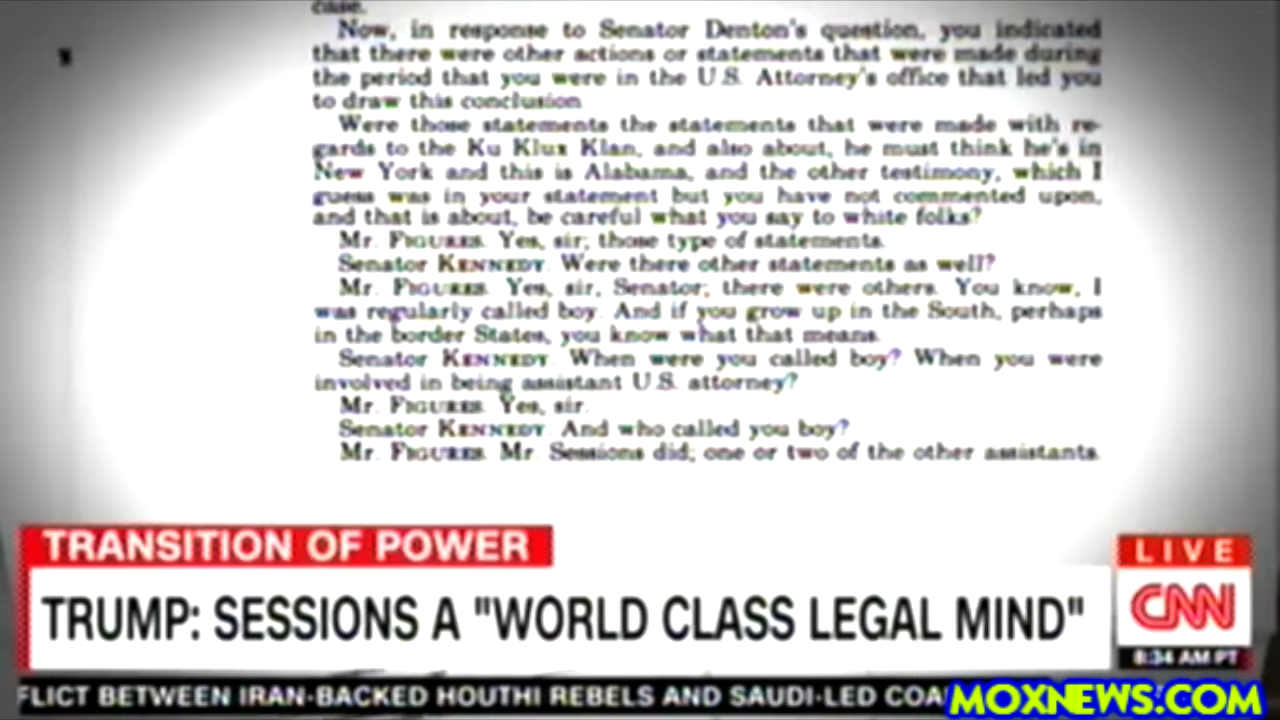 case.
Now, in response to Senator Denton's question, you indicated
that there were other actions or statements that were made during
the period that you were in the U.S. Attorney's office that led you
to draw this conclusion.
Were those statements the statements that were made with re-
gards to the Ku Klux Klan, and also about, he must think he's in
New York and this is Alabama, and the other testimony, which I
guess was in your statement but you have not commented upon,
and that is about, be careful what you say to white folks?
Mr. FIGURES. Yes, sir; those type of statements.
Senator KENNEDY. Were there other statements as well?
Mr. FIGURES. Yes, sir, Senator; there were others. You know, I
was regularly called boy. And if you grow up in the South, perhaps
in the border States, you know what that means.
Senator KENNEDY. When were you called boy? When you were
involved in being assistant U.S. attorney?
Mr. FIGURES. Yes, sir.
Senator KENNEDY. And who called you boy?
Mr. FIGURES. Mr. Sessions did; one or two of the other assistants.
TRANSITION OF POWER
TRUMP: SESSIONS A "WORLD CLASS LEGAL MIND"
LIVE
CNN
8:34 AM PT
FLICT BETWEEN IRAN-BACKED HOUTHI REBELS AND SAUDI-LED COA
MOXNEWS.COM